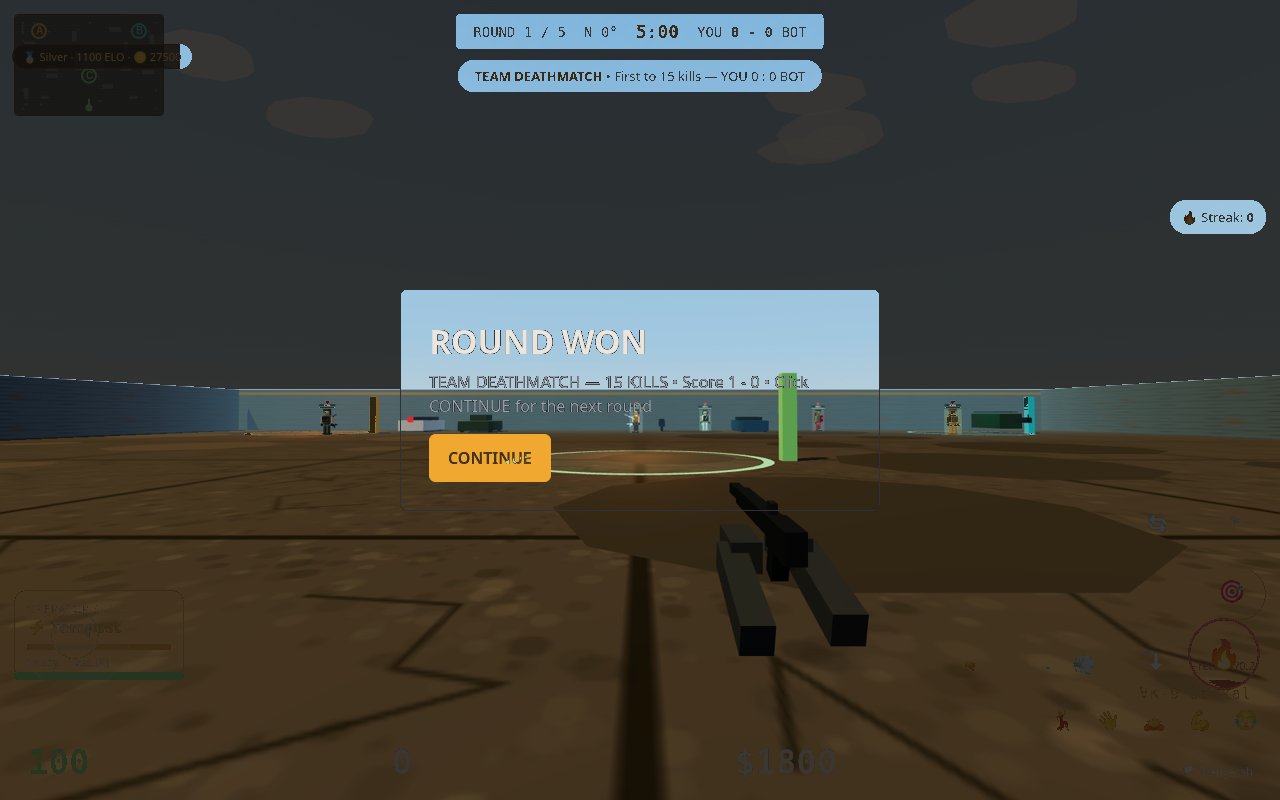 ROUND 1 / 5 N 0° 5:00 YOU 0 - 0 BOT
A B
Silver · 1100 ELO · 27500
C
TEAM DEATHMATCH • First to 15 kills — YOU 0 : 0 BOT
Streak: 0
ROUND WON
TEAM DEATHMATCH — 15 KILLS • Score 1 - 0 • Click
CONTINUE for the next round
CONTINUE
Tempest
100 0 $1800